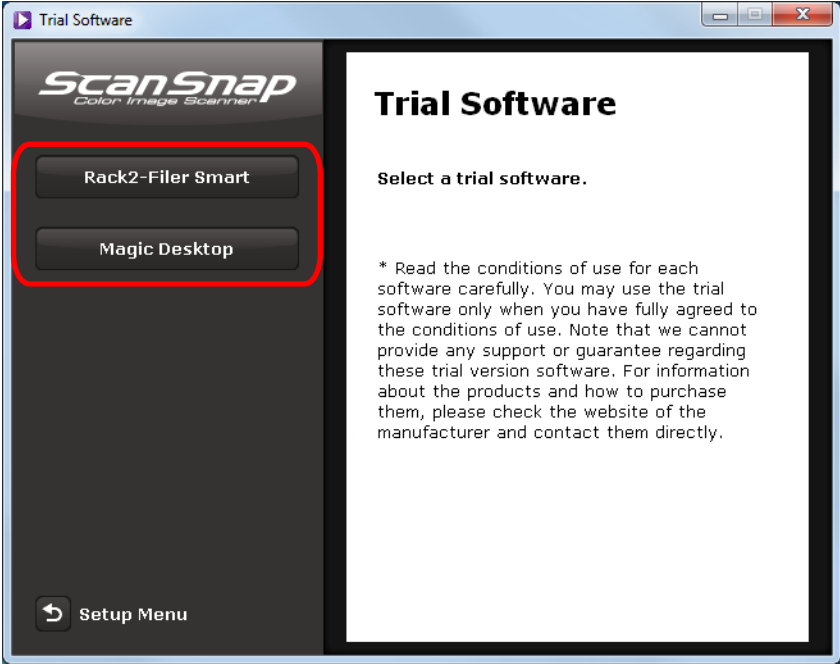 Trial Software
ScanSnap
Color Image Scanner
Rack2-Filer Smart
Magic Desktop
Setup Menu
Trial Software
Select a trial software.
* Read the conditions of use for each
software carefully. You may use the trial
software only when you have fully agreed to
the conditions of use. Note that we cannot
provide any support or guarantee regarding
these trial version software. For information
about the products and how to purchase
them, please check the website of the
manufacturer and contact them directly.